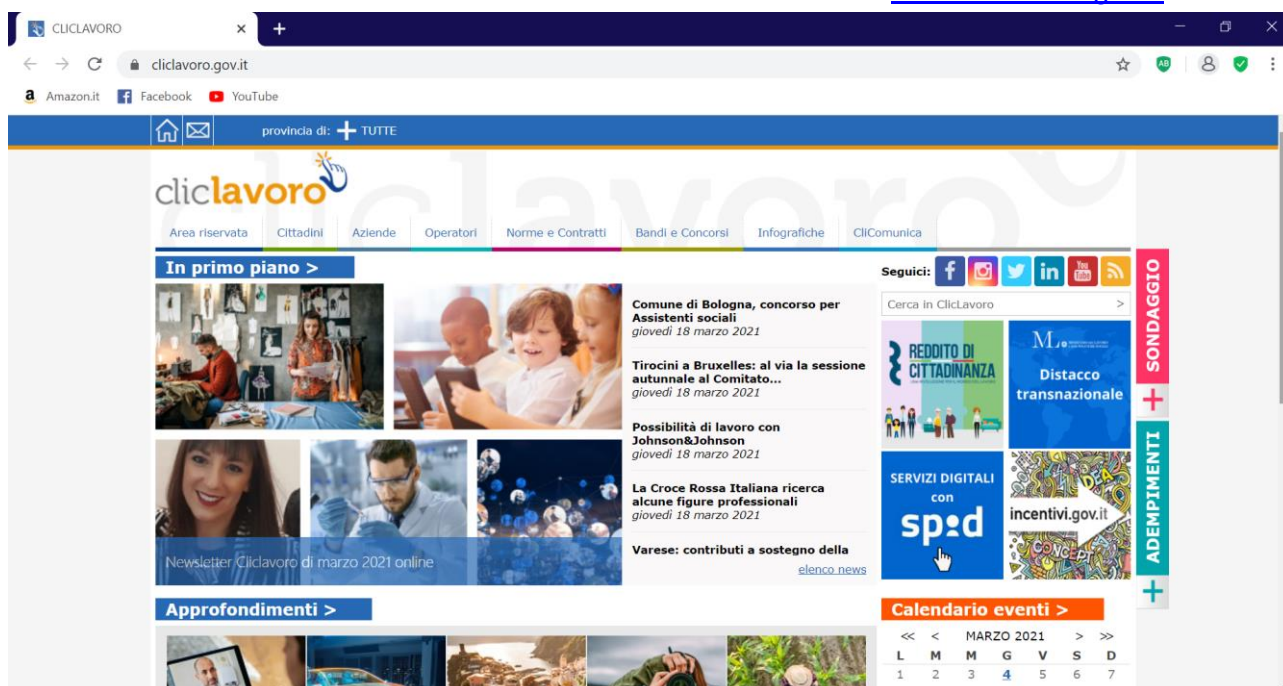 CLICLAVORO
cliclavoro.gov.it
Amazon.it Facebook YouTube
provincia di: TUTTE
cliclavoro
Area riservata Cittadini Aziende Operatori Norme e Contratti Bandi e Concorsi Infografiche CliComunica
In primo piano >
Comune di Bologna, concorso per
Assistenti sociali
giovedì 18 marzo 2021
Tirocini a Bruxelles: al via la sessione
autunnale al Comitato...
giovedì 18 marzo 2021
Possibilità di lavoro con
Johnson&Johnson
giovedì 18 marzo 2021
La Croce Rossa Italiana ricerca
alcune figure professionali
giovedì 18 marzo 2021
Varese: contributi a sostegno della
elenco news
Newsletter Cliclavoro di marzo 2021 online
Seguici:
You
Tube
Cerca in ClicLavoro >
REDDITO DI
CITTADINANZA
Distacco
transnazionale
SERVIZI DIGITALI
con
spid
IDEA
incentivi.gov.it
CONCEPT
SONDAGGIO
ADEMPIMENTI
Approfondimenti >
Calendario eventi >
<< < MARZO 2021 > >>
L M M G V S D
1 2 3 4 5 6 7